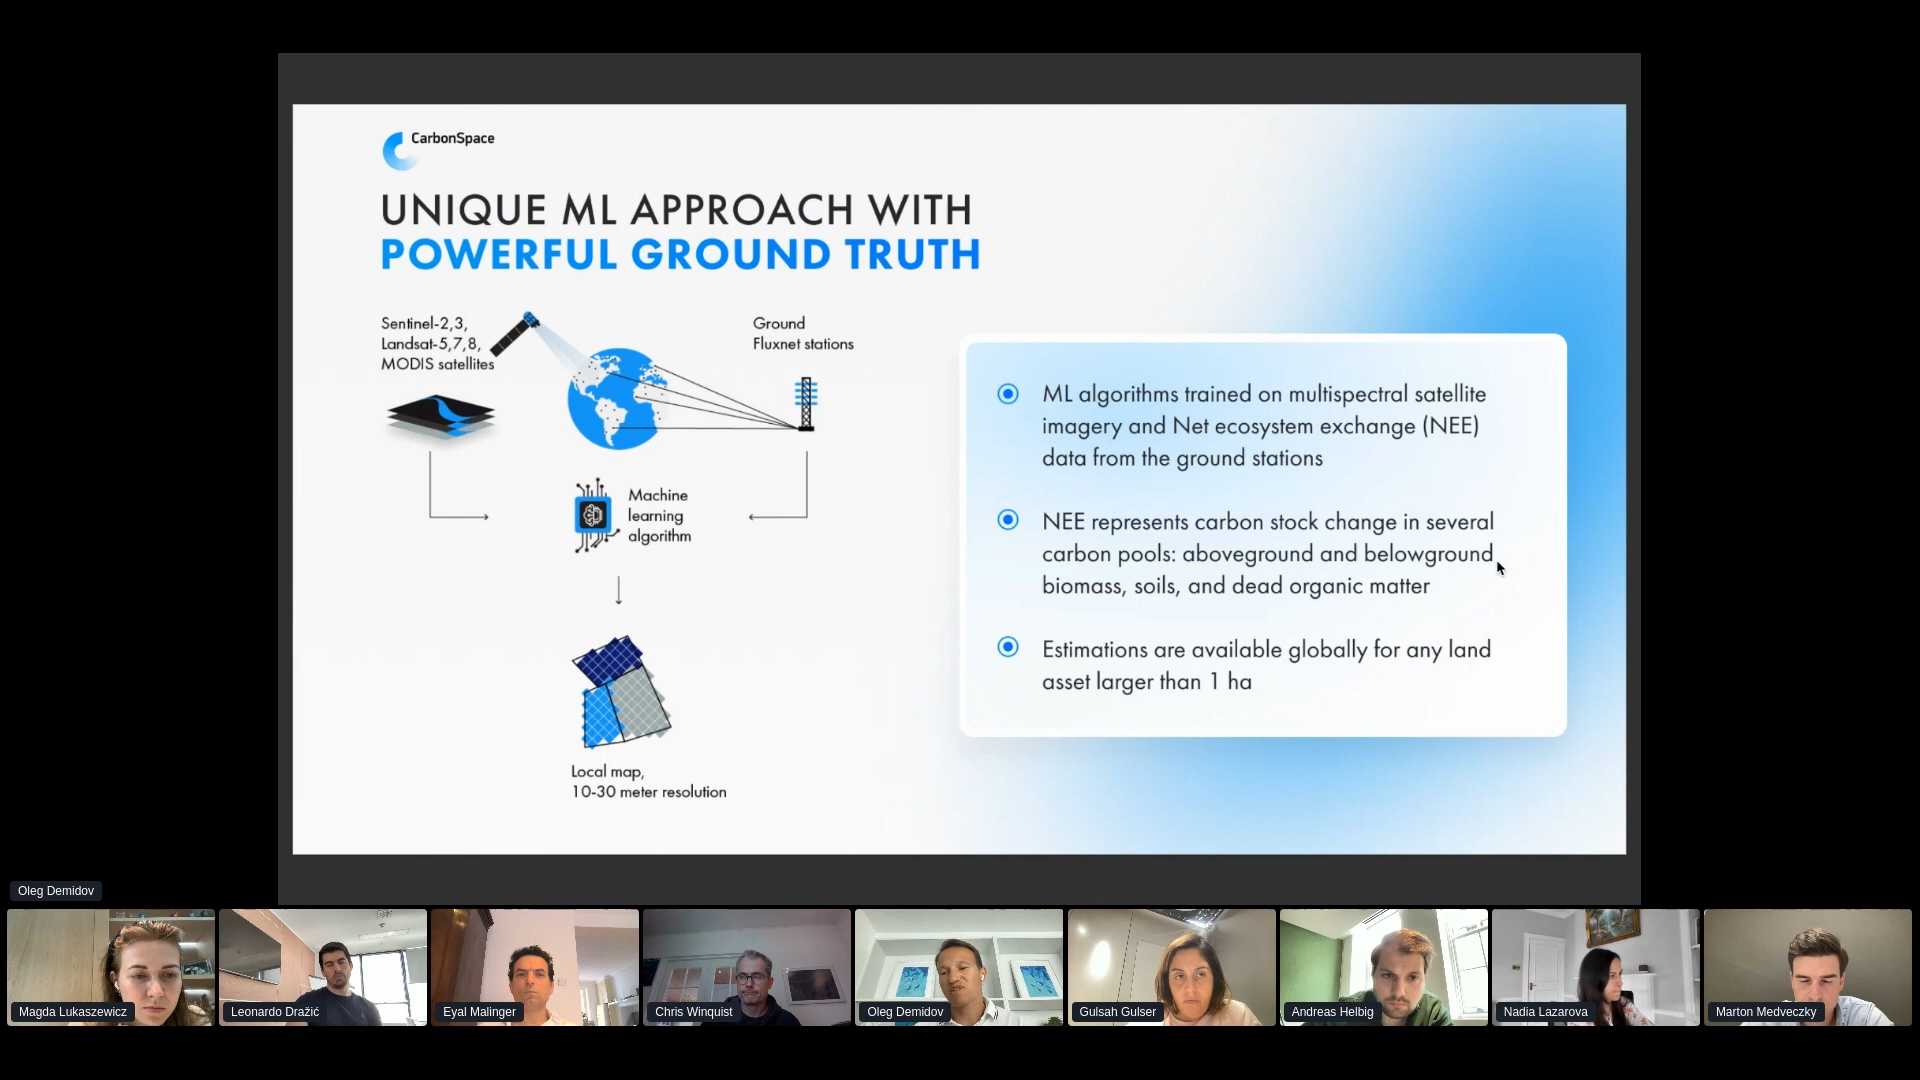 CarbonSpace
UNIQUE ML APPROACH WITH
POWERFUL GROUND TRUTH
Sentinel-2,3,
Landsat-5,7,8,
MODIS satellites
Ground
Fluxnet stations
Machine
learning
algorithm
Local map,
10-30 meter resolution
ML algorithms trained on multispectral satellite
imagery and Net ecosystem exchange (NEE)
data from the ground stations
NEE represents carbon stock change in several
carbon pools: aboveground and belowground
biomass, soils, and dead organic matter
Estimations are available globally for any land
asset larger than 1 ha
Oleg Demidov
Magda Lukaszewicz
Leonardo Dražić
Eyal Malinger
Chris Winquist
Oleg Demidov
Gulsah Gulser
Andreas Helbig
Nadia Lazarova
Marton Medveczky